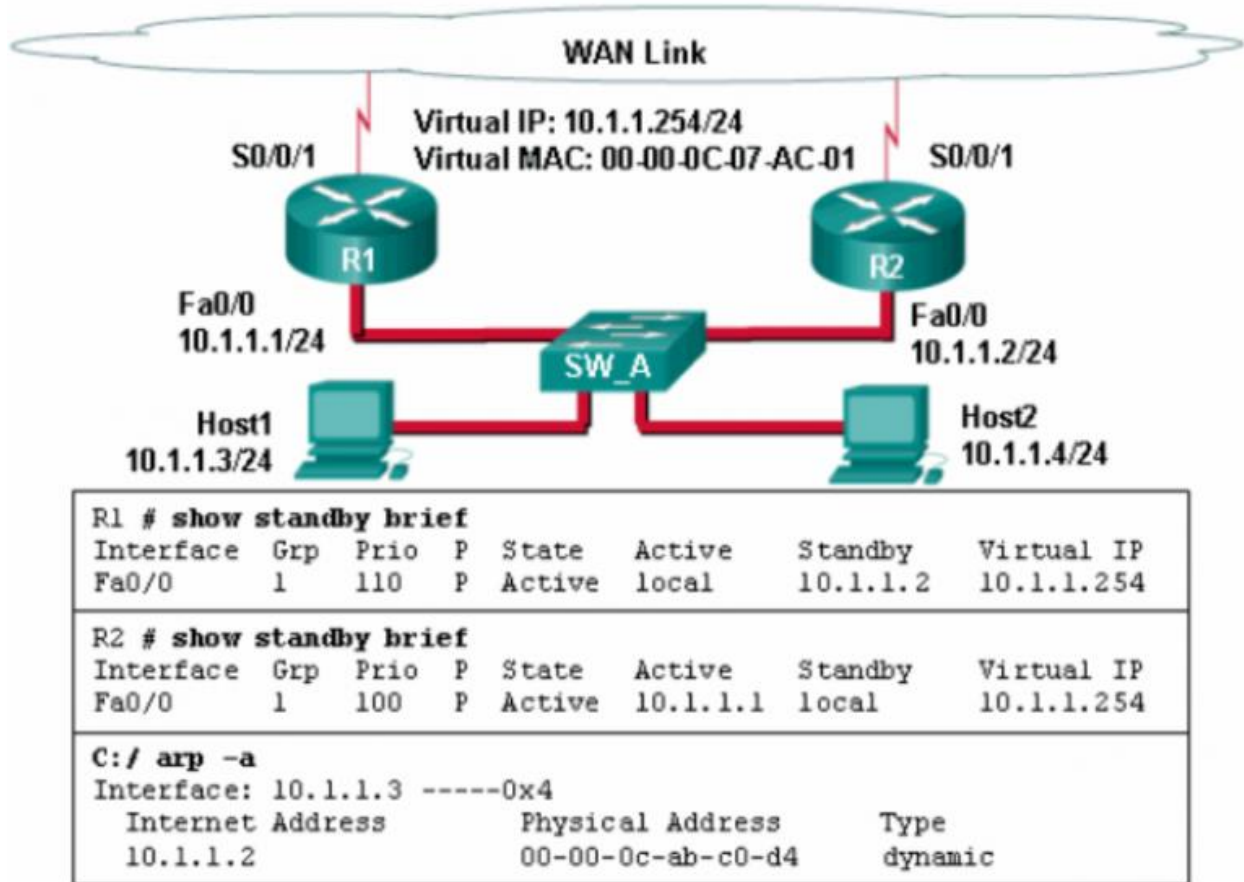 WAN Link
Virtual IP: 10.1.1.254/24
S0/0/1
Virtual MAC: 00-00-0C-07-AC-01
S0/0/1
R1
R2
Fa0/0
10.1.1.1/24
Fa0/0
10.1.1.2/24
SW_A
Host1
10.1.1.3/24
Host2
10.1.1.4/24
R1 # show standby brief
Interface Grp Prio P State Active Standby Virtual IP
Fa0/0 1 110 P Active local 10.1.1.2 10.1.1.254
R2 # show standby brief
Interface Grp Prio P State Active Standby Virtual IP
Fa0/0 1 100 P Active 10.1.1.1 local 10.1.1.254
C:/ arp -a
Interface: 10.1.1.3 -----0x4
Internet Address Physical Address Type
10.1.1.2 00-00-0c-ab-c0-d4 dynamic